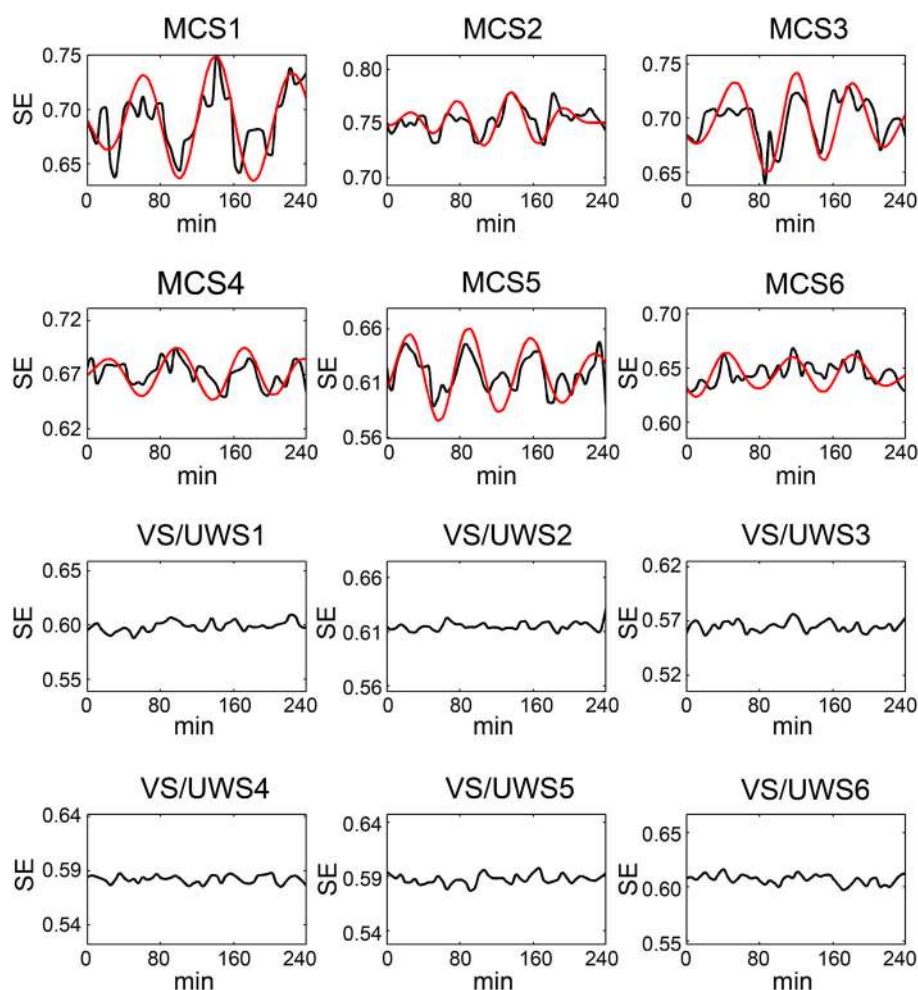 MCS1 MCS2 MCS3
0.75 0.80 0.75
SE 0.70 0.75 SE 0.70
0.65 0.70 0.65
0 80 160 240 0 80 160 240 0 80 160 240
min min min
MCS4 MCS5 MCS6
0.72 0.66 0.70
SE 0.67 SE 0.61 SE 0.65
0.62 0.56 0.60
0 80 160 240 0 80 160 240 0 80 160 240
min min min
VS/UWS1 VS/UWS2 VS/UWS3
0.65 0.66 0.62
SE 0.60 SE 0.61 SE 0.57
0.55 0.56 0.52
0 80 160 240 0 80 160 240 0 80 160 240
min min min
VS/UWS4 VS/UWS5 VS/UWS6
0.64 0.64 0.65
SE 0.59 SE 0.59 SE 0.60
0.54 0.54 0.55
0 80 160 240 0 80 160 240 0 80 160 240
min min min